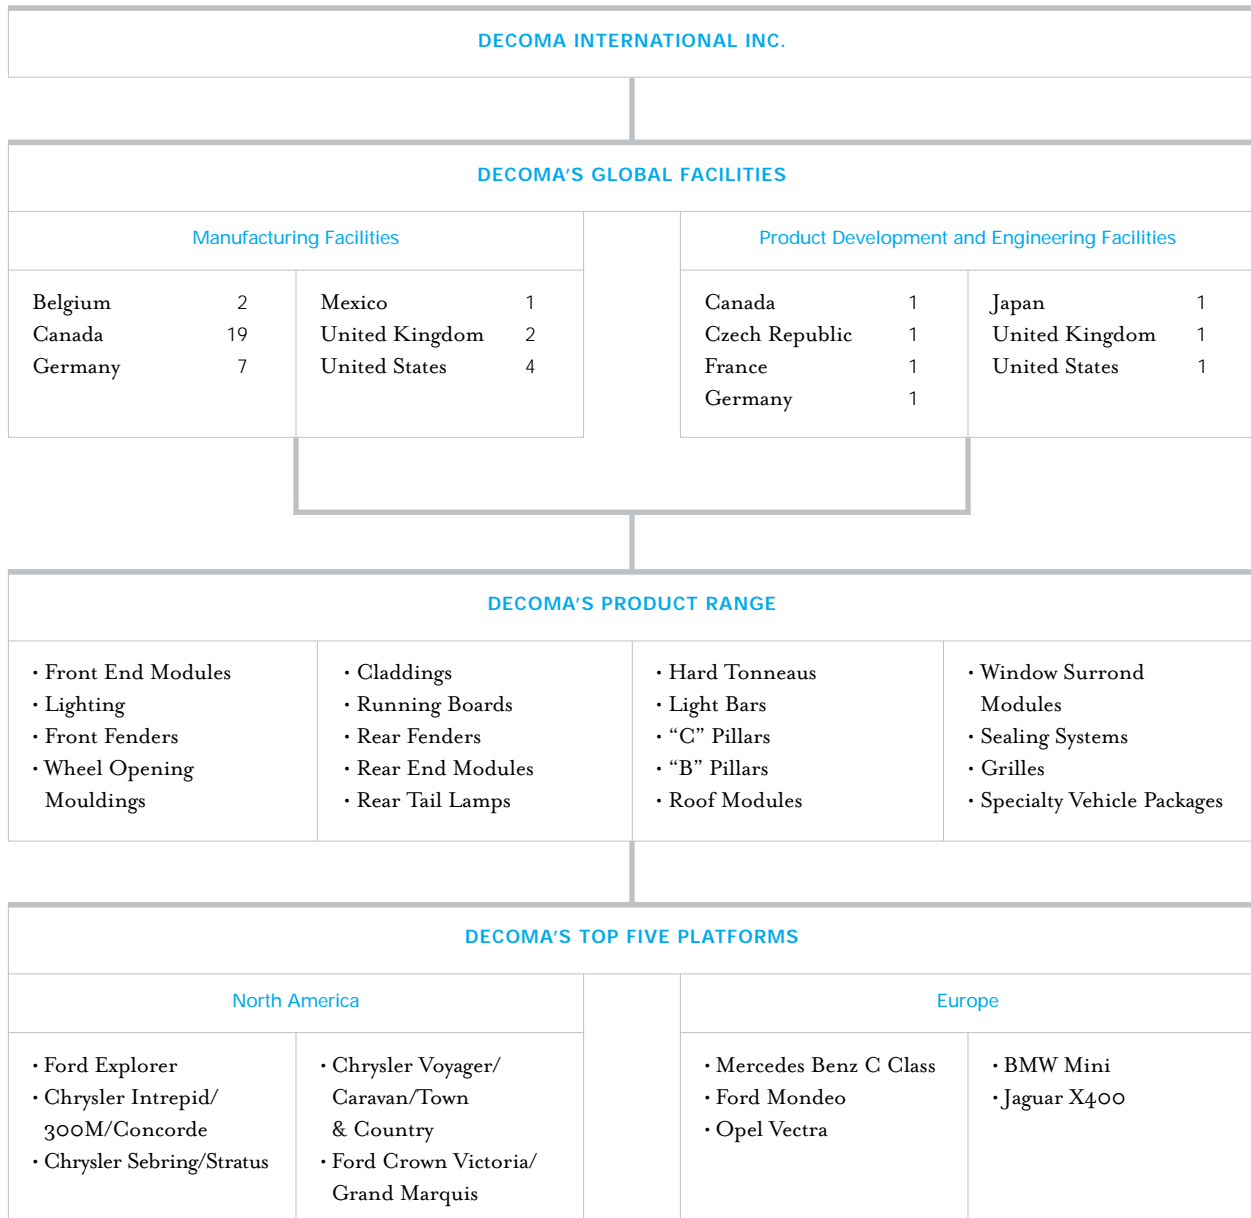 DECOMA INTERNATIONAL INC.
DECOMA'S GLOBAL FACILITIES
Manufacturing Facilities
Belgium 2
Canada 19
Germany 7
Mexico 1
United Kingdom 2
United States 4
Product Development and Engineering Facilities
Canada 1
Czech Republic 1
France 1
Germany 1
Japan 1
United Kingdom 1
United States 1
DECOMA'S PRODUCT RANGE
· Front End Modules
· Lighting
· Front Fenders
· Wheel Opening
Mouldings
· Claddings
· Running Boards
· Rear Fenders
· Rear End Modules
· Rear Tail Lamps
· Hard Tonneaus
· Light Bars
· “C” Pillars
· “B” Pillars
· Roof Modules
· Window Surrond
Modules
· Sealing Systems
· Grilles
· Specialty Vehicle Packages
DECOMA'S TOP FIVE PLATFORMS
North America
· Ford Explorer
· Chrysler Intrepid/
300M/Concorde
· Chrysler Sebring/Stratus
· Chrysler Voyager/
Caravan/Town
& Country
· Ford Crown Victoria/
Grand Marquis
Europe
· Mercedes Benz C Class
· Ford Mondeo
· Opel Vectra
· BMW Mini
· Jaguar X400